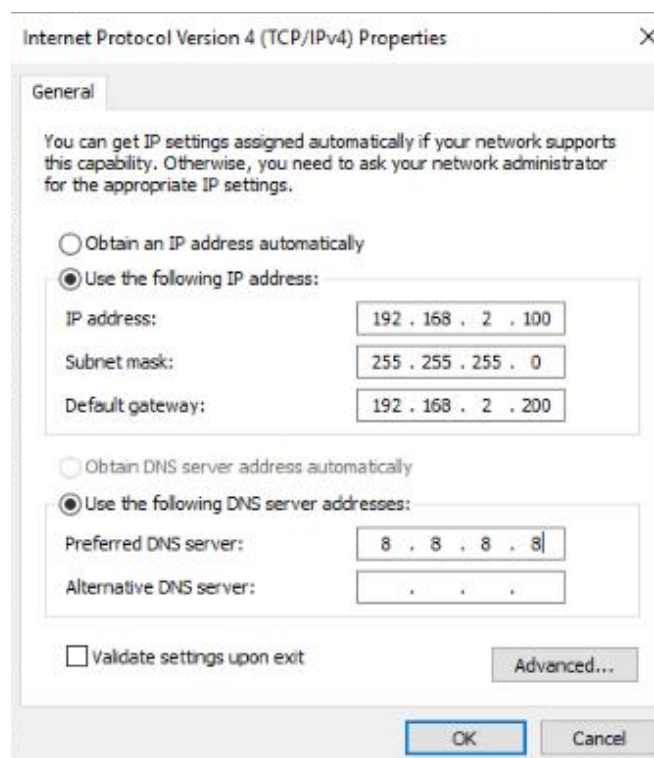 Internet Protocol Version 4 (TCP/IPv4) Properties
General
You can get IP settings assigned automatically if your network supports
this capability. Otherwise, you need to ask your network administrator
for the appropriate IP settings.
Obtain an IP address automatically
Use the following IP address:
IP address: 192 . 168 . 2 . 100
Subnet mask: 255 . 255 . 255 . 0
Default gateway: 192 . 168 . 2 . 200
Obtain DNS server address automatically
Use the following DNS server addresses:
Preferred DNS server: 8 . 8 . 8 . 8
Alternative DNS server: . . .
Validate settings upon exit
Advanced...
OK Cancel